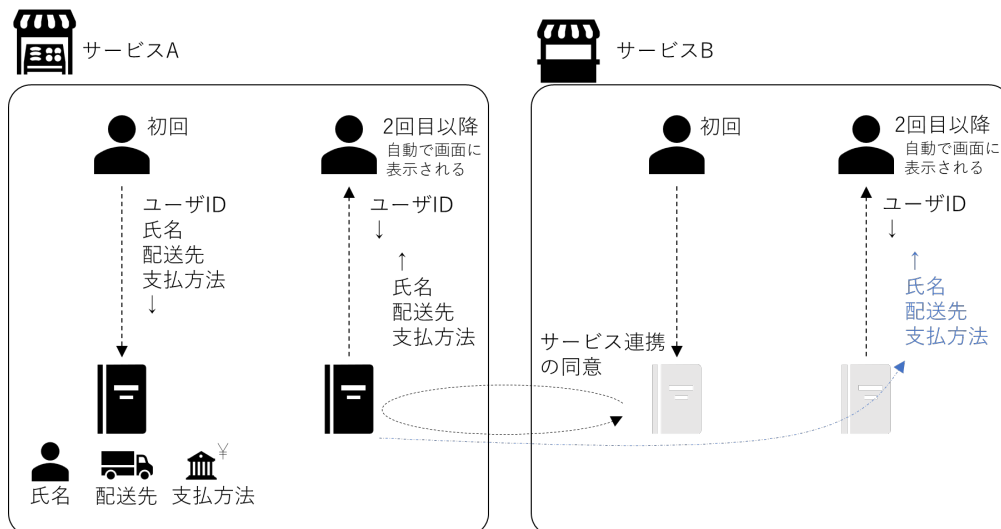 サービスA
初回
ユーザID
氏名
配送先
支払方法
↓
2回目以降
自動で画面に
表示される
ユーザID
↓
↑
氏名
配送先
支払方法
¥
氏名
配送先
支払方法
サービスB
初回
サービス連携
の同意
2回目以降
自動で画面に
表示される
ユーザID
↓
↑
氏名
配送先
支払方法